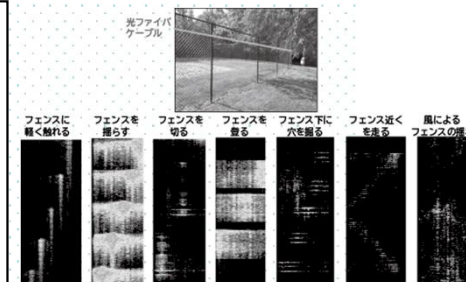 光ファイバ
ケーブル
フェンスに
軽く触れる
フェンスを
揺らす
フェンスを
切る
フェンスを
登る
フェンス下に
穴を掘る
フェンス近く
を走る
風による
フェンスの揺